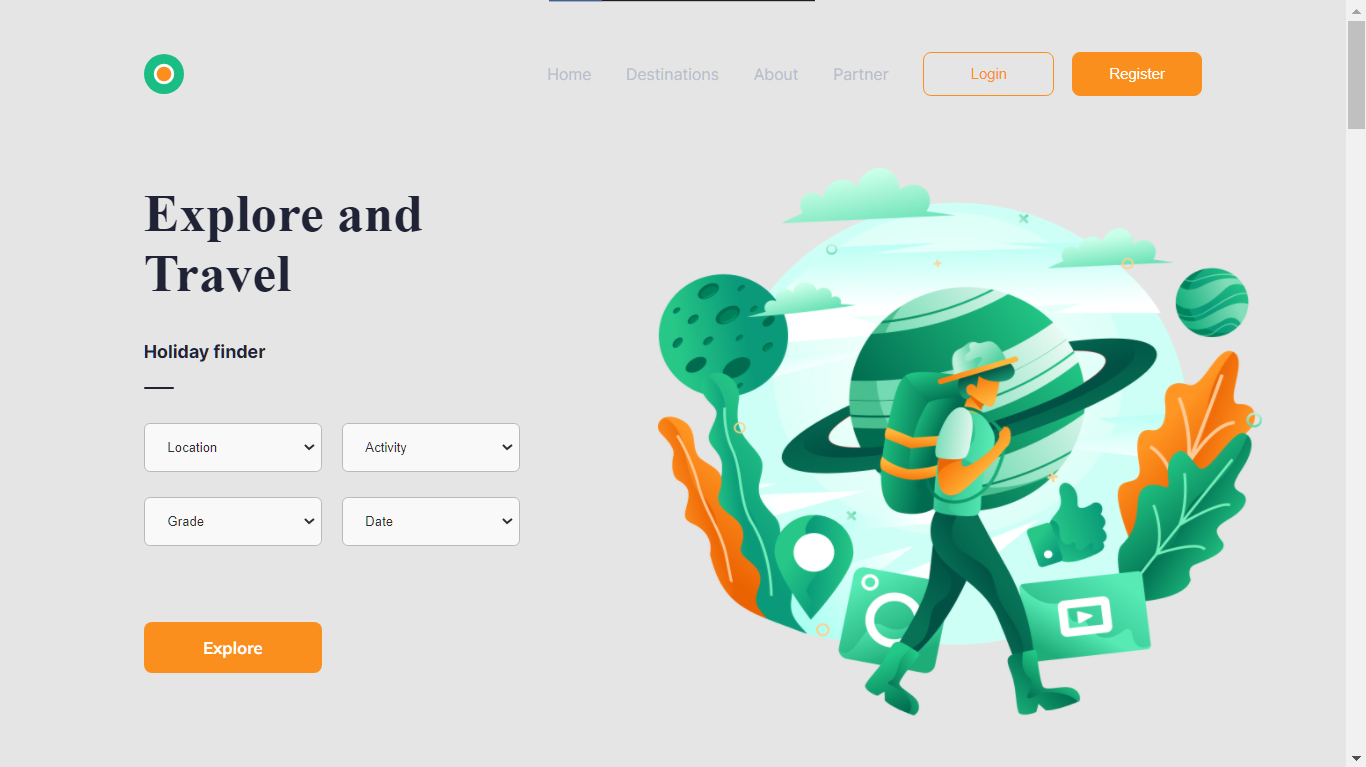 Home Destinations About Partner Login Register
Explore and
Travel
Holiday finder
Location Activity
Grade Date
Explore